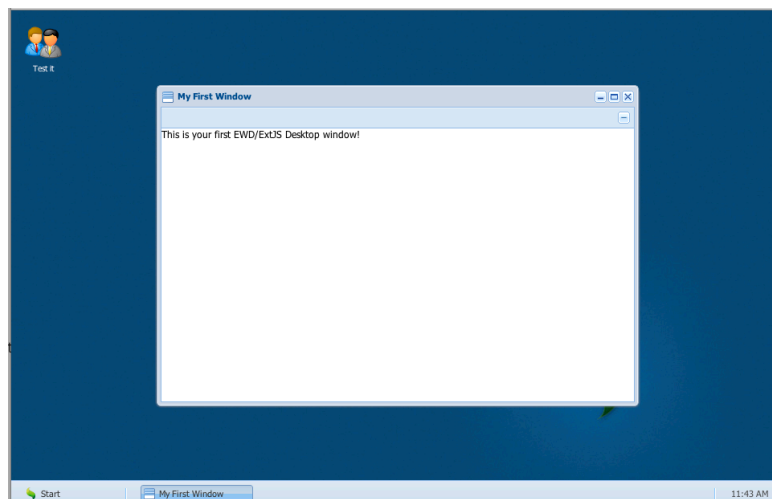 Test it
My First Window
This is your first EWD/ExtJS Desktop window!
Start
My First Window
11:43 AM